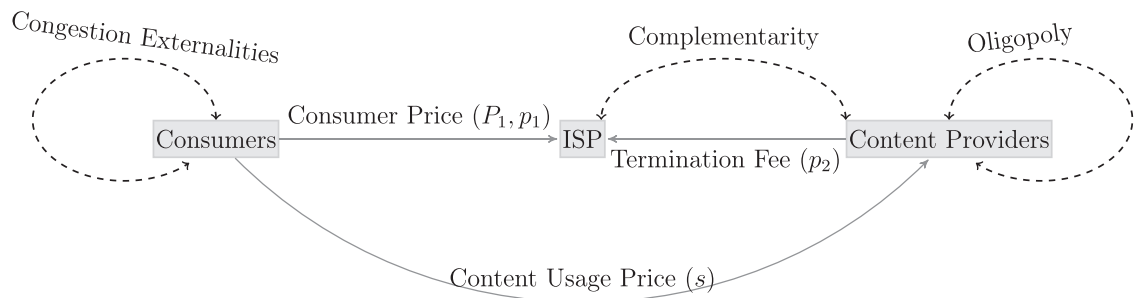 Congestion Externalities
Complementarity
Oligopoly
Consumer Price (P₁, p₁)
Consumers
ISP
Content Providers
Termination Fee (p₂)
Content Usage Price (s)